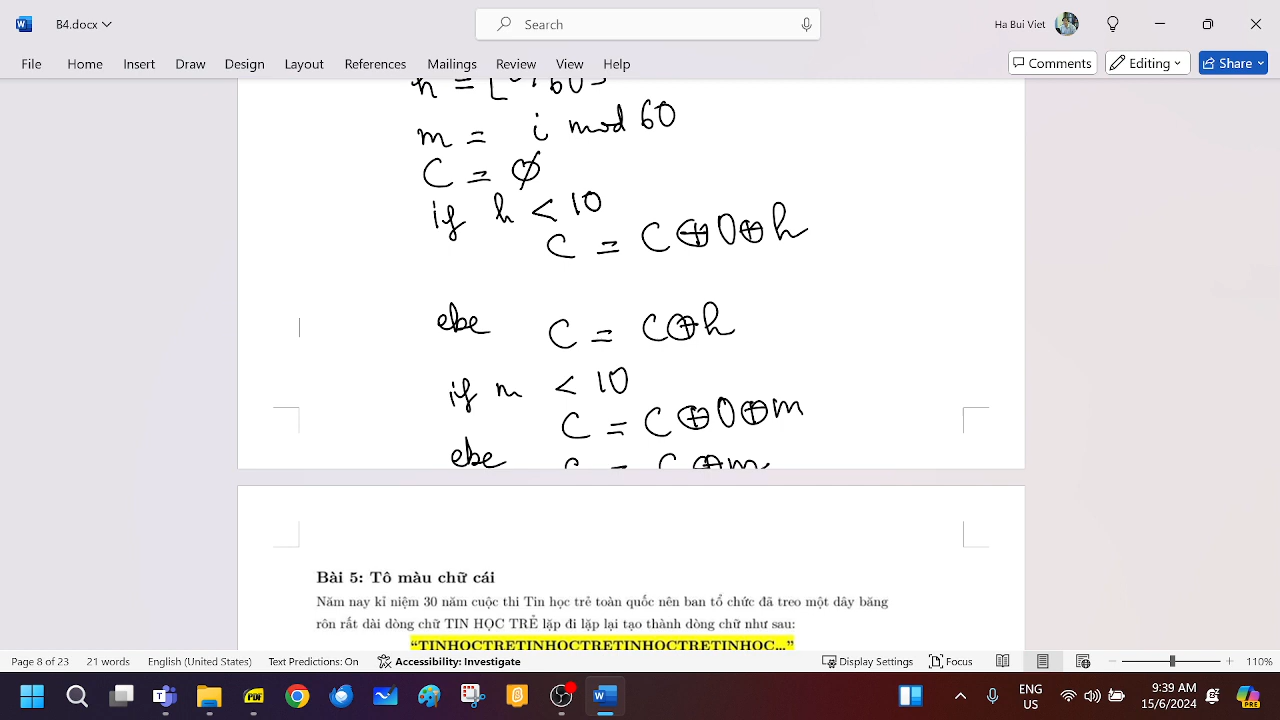 B4.docx
Search
Ha Bui Viet
File Home Insert Draw Design Layout References Mailings Review View Help
Comments Editing Share
m = i mod 60
C = ∅
if h < 10
C = C⊕0⊕h
else C = C⊕h
if m < 10
C = C⊕0⊕m
else C = C⊕m
Bài 5: Tô màu chữ cái
Năm nay kỉ niệm 30 năm cuộc thi Tin học trẻ toàn quốc nên ban tổ chức đã treo một dây băng
rôn rất dài dòng chữ TIN HỌC TRẺ lặp đi lặp lại tạo thành dòng chữ như sau:
“TINHOCTRETINHOCTRETINHOCTRETINHOC...”
Page 8 of 23 21 words English (United States) Text Predictions: On Accessibility: Investigate Display Settings Focus 110%
ENG
US
9:39 AM
15/6/2024
PDF
PRE